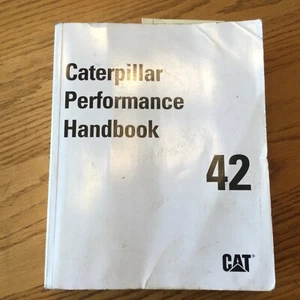 Caterpillar
Performance
Handbook
42
CAT